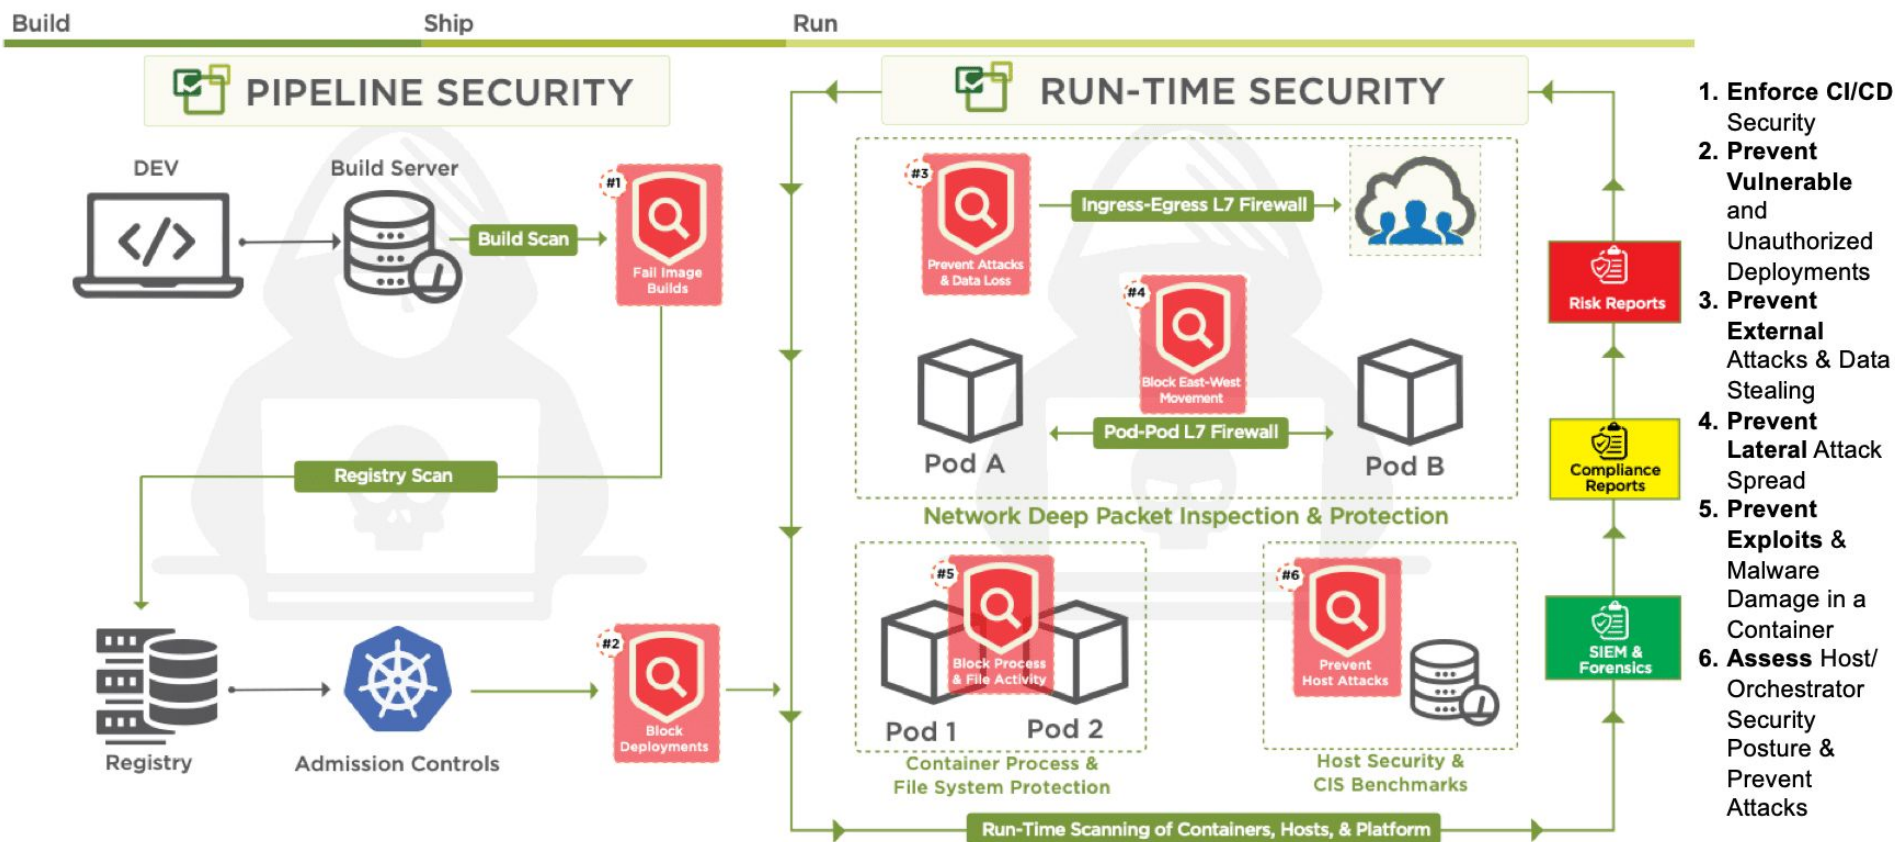 Build
Ship
Run
PIPELINE SECURITY
RUN-TIME SECURITY
DEV
Build Server
#1
Build Scan
Fail Image
Builds
Registry Scan
Registry
Admission Controls
#2
Block
Deployments
#3
Prevent Attacks
& Data Loss
Ingress-Egress L7 Firewall
#4
Block East-West
Movement
Pod-Pod L7 Firewall
Pod A
Pod B
Network Deep Packet Inspection & Protection
#5
Block Process
& File Activity
Pod 1
Pod 2
Container Process &
File System Protection
#6
Prevent
Host Attacks
Host Security &
CIS Benchmarks
Run-Time Scanning of Containers, Hosts, & Platform
Risk Reports
Compliance
Reports
SIEM &
Forensics
1. Enforce CI/CD
Security
2. Prevent
Vulnerable
and
Unauthorized
Deployments
3. Prevent
External
Attacks & Data
Stealing
4. Prevent
Lateral Attack
Spread
5. Prevent
Exploits &
Malware
Damage in a
Container
6. Assess Host/
Orchestrator
Security
Posture &
Prevent
Attacks